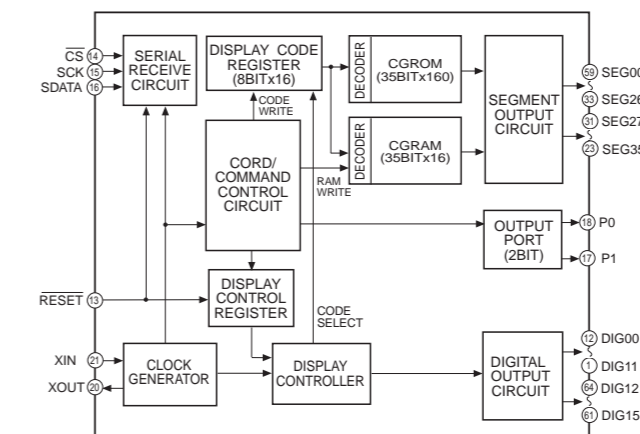 CS
14
SCK
15
SDATA
16
SERIAL
RECEIVE
CIRCUIT
DISPLAY CODE
REGISTER
(8BITx16)
CODE
WRITE
DECODER
CGROM
(35BITx160)
DECODER
CGRAM
(35BITx16)
SEGMENT
OUTPUT
CIRCUIT
59
SEG00
33
SEG26
31
SEG27
23
SEG35
CORD/
COMMAND
CONTROL
CIRCUIT
RAM
WRITE
OUTPUT
PORT
(2BIT)
18
P0
17
P1
RESET
13
DISPLAY
CONTROL
REGISTER
CODE
SELECT
XIN
21
XOUT
20
CLOCK
GENERATOR
DISPLAY
CONTROLLER
DIGITAL
OUTPUT
CIRCUIT
12
DIG00
1
DIG11
64
DIG12
61
DIG15